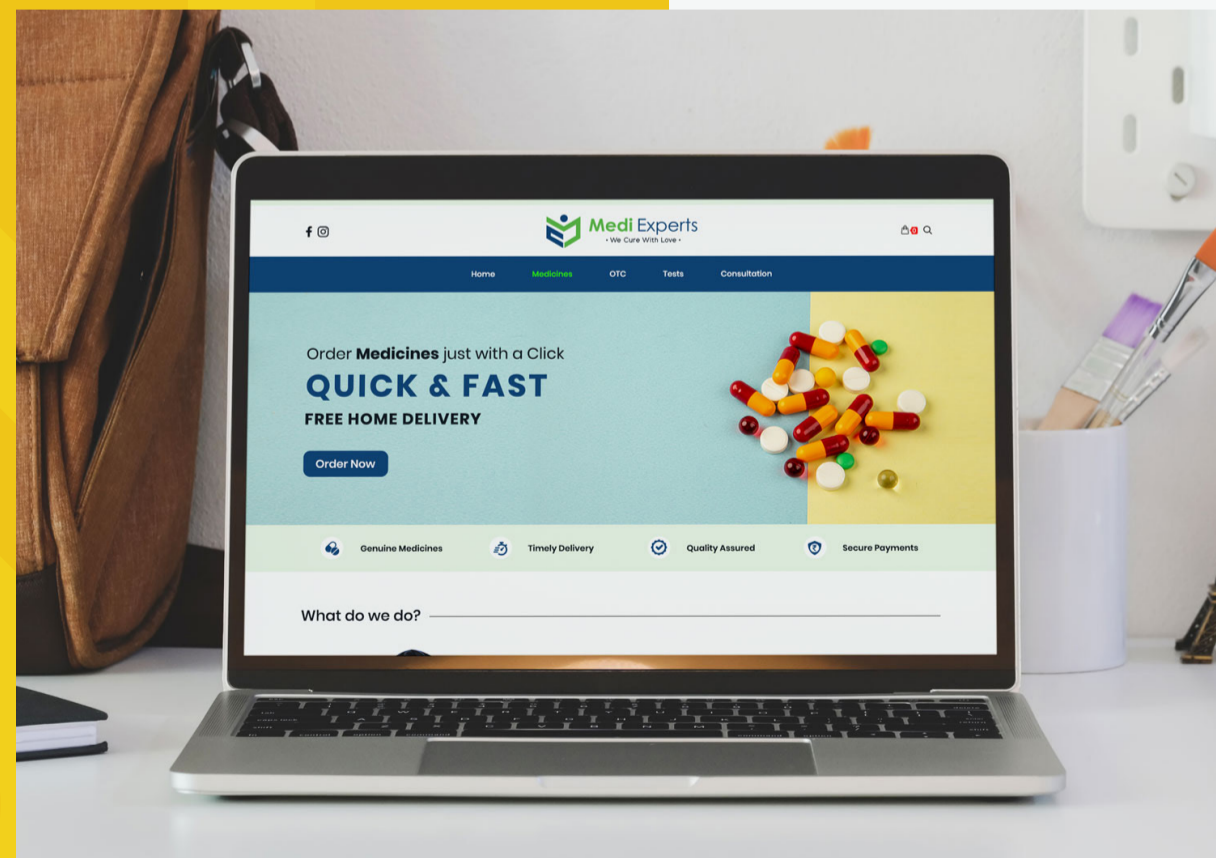 Medi Experts
• We Cure With Love •
0
Home Medicines OTC Tests Consultation
Order Medicines just with a Click
QUICK & FAST
FREE HOME DELIVERY
Order Now
Genuine Medicines Timely Delivery Quality Assured Secure Payments
What do we do?